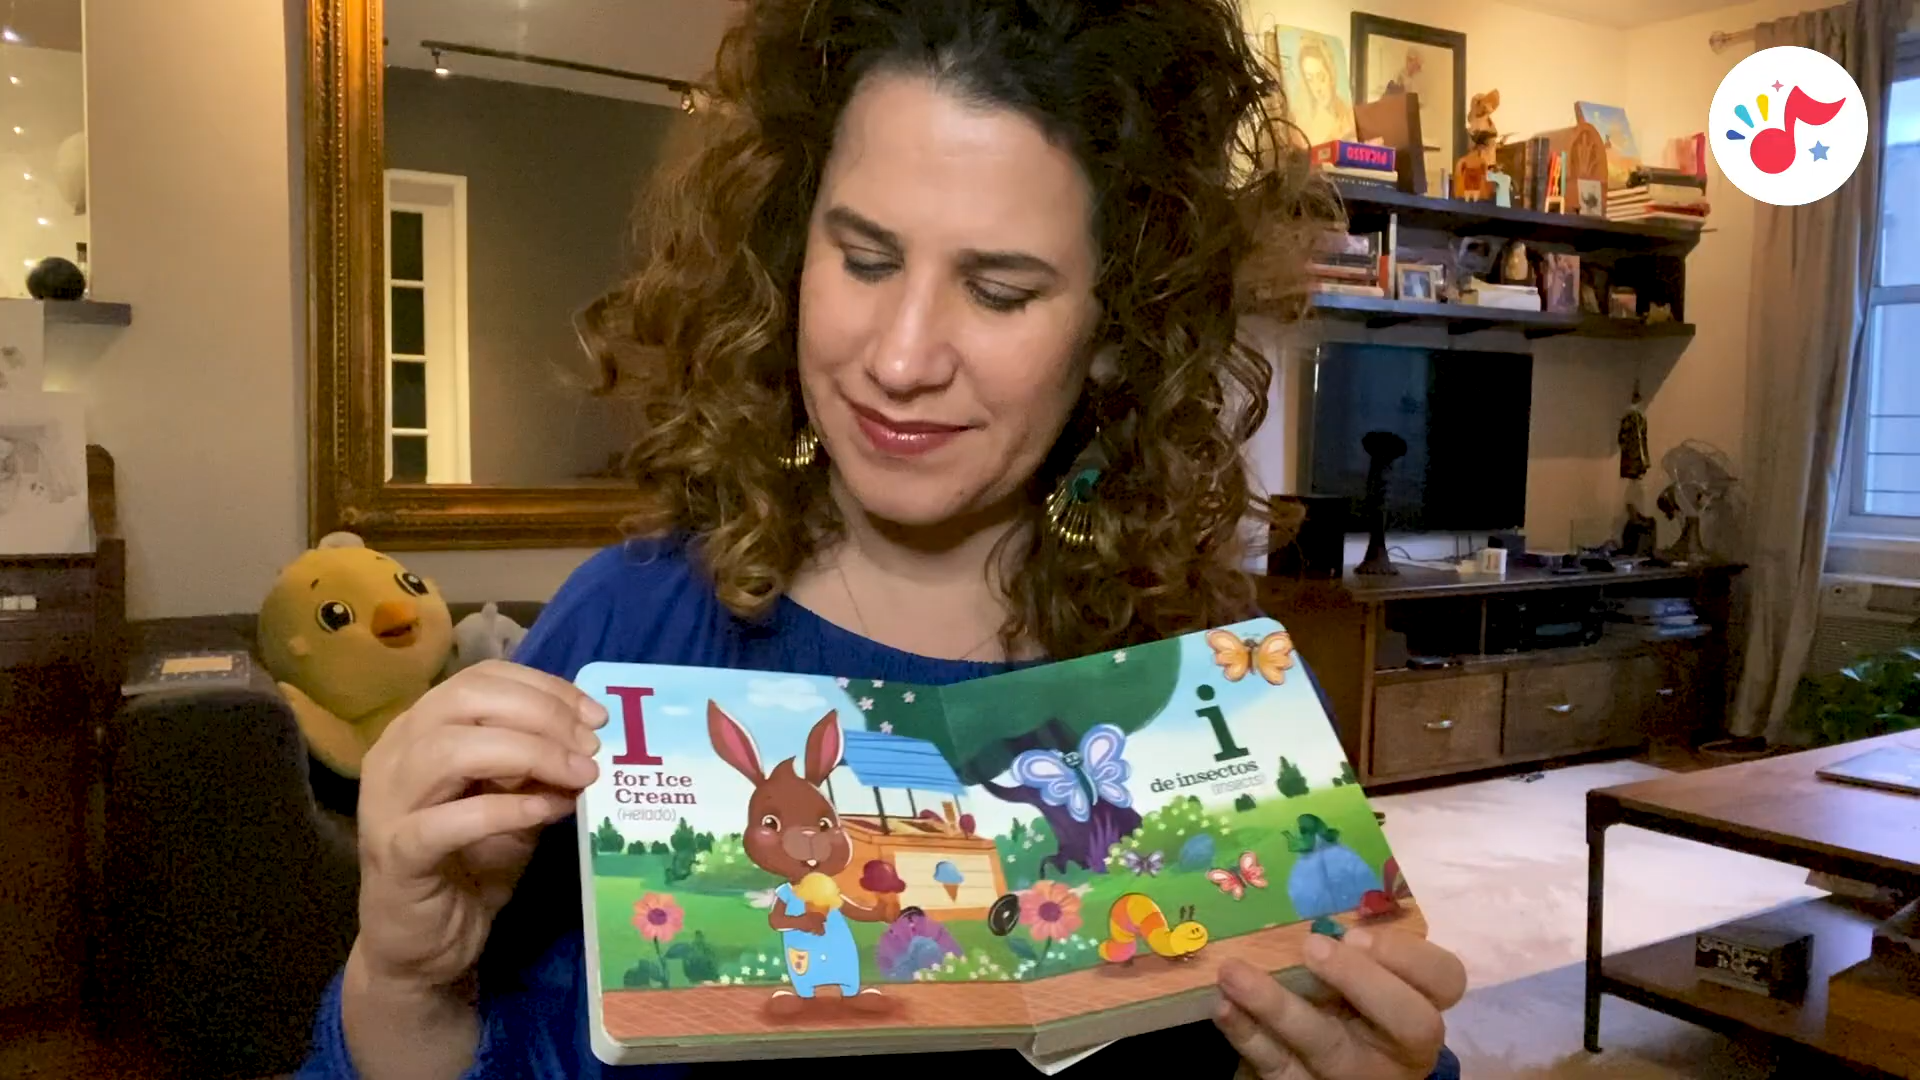 PICASSO
I
for Ice
Cream
(Helado)
i
de insectos
(insects)